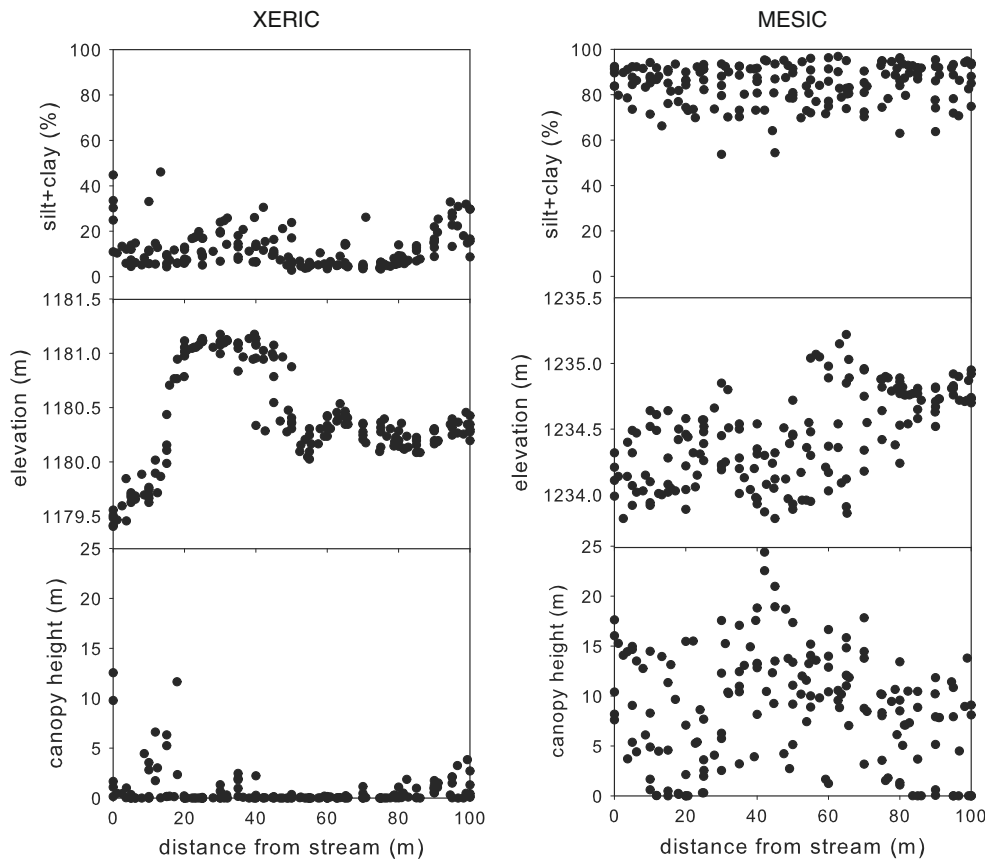 XERIC
MESIC
silt+clay (%)
100
80
60
40
20
0
silt+clay (%)
100
80
60
40
20
0
elevation (m)
1181.5
1181.0
1180.5
1180.0
1179.5
elevation (m)
1235.5
1235.0
1234.5
1234.0
canopy height (m)
25
20
15
10
5
0
canopy height (m)
25
20
15
10
5
0
0 20 40 60 80 100
0 20 40 60 80 100
distance from stream (m)
distance from stream (m)